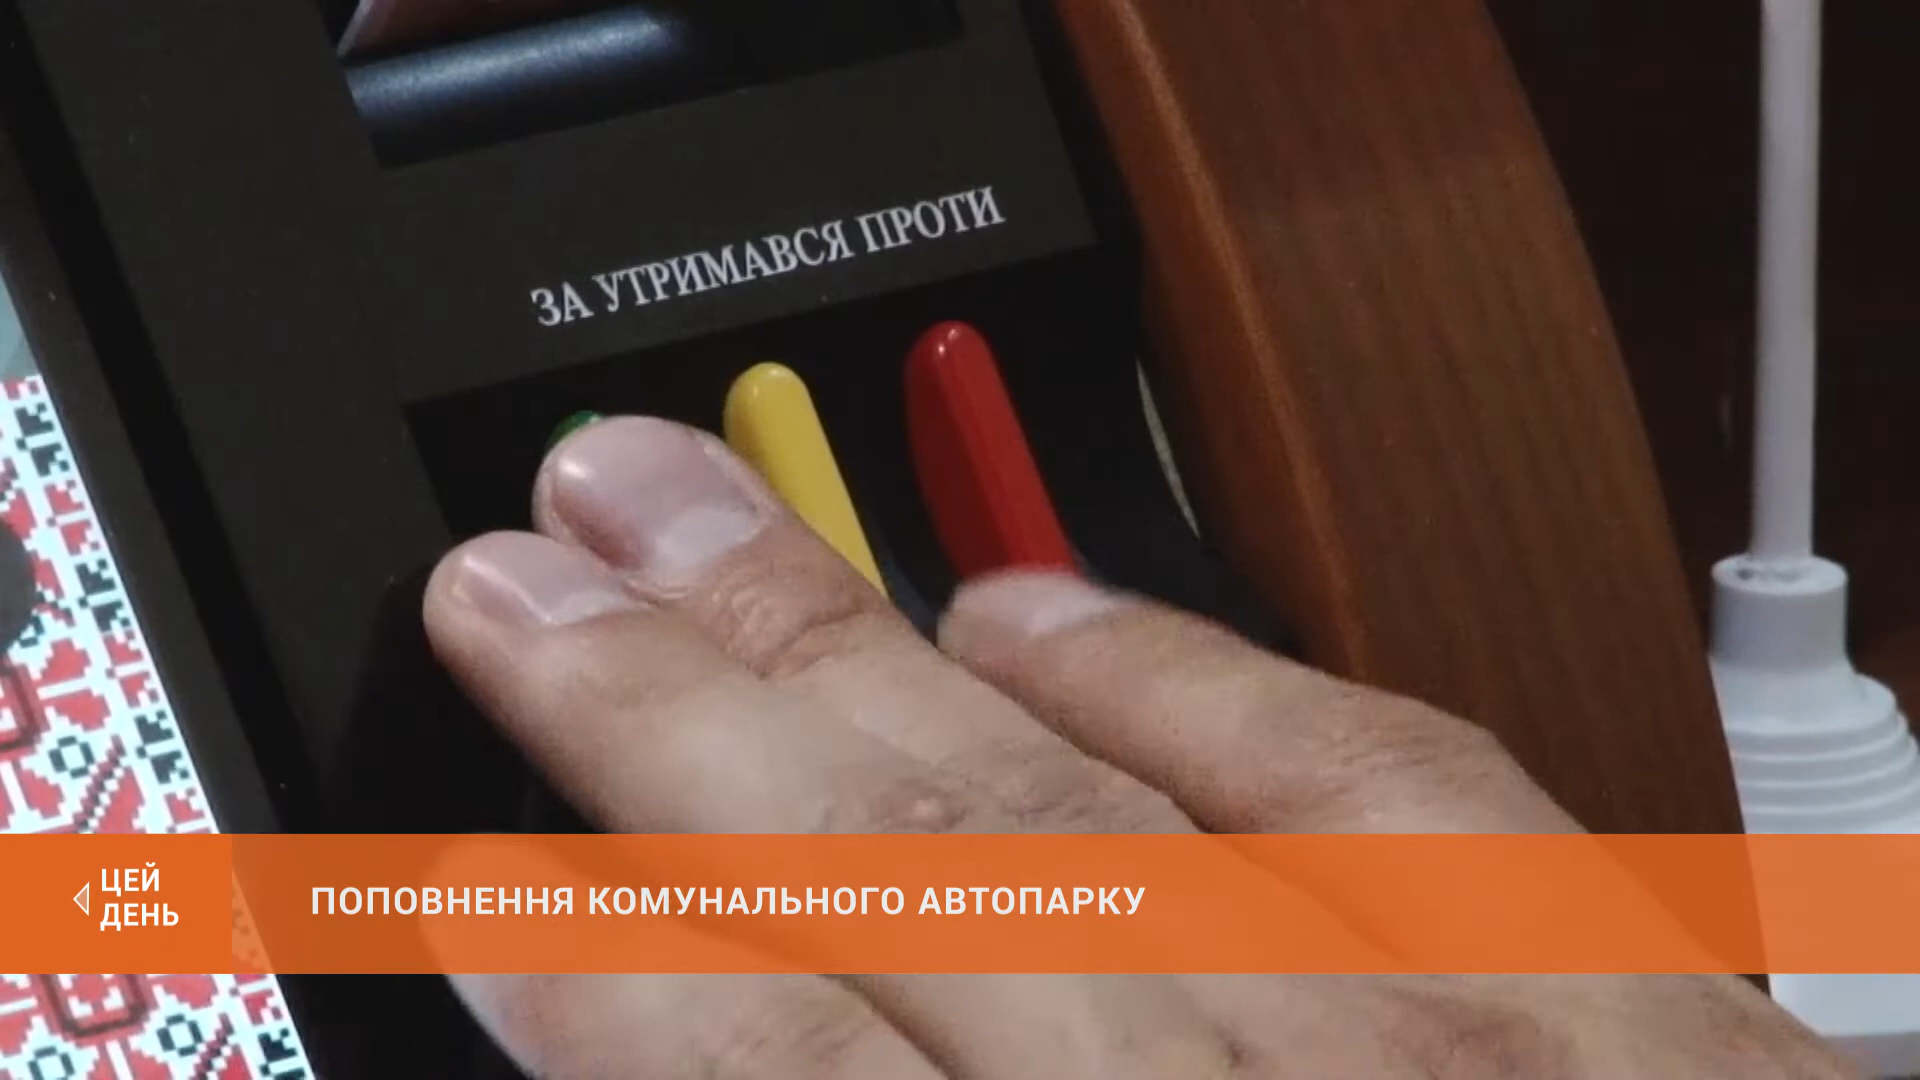 ЗА УТРИМАВСЯ ПРОТИ
ЦЕЙ
ДЕНЬ
ПОПОВНЕННЯ КОМУНАЛЬНОГО АВТОПАРКУ